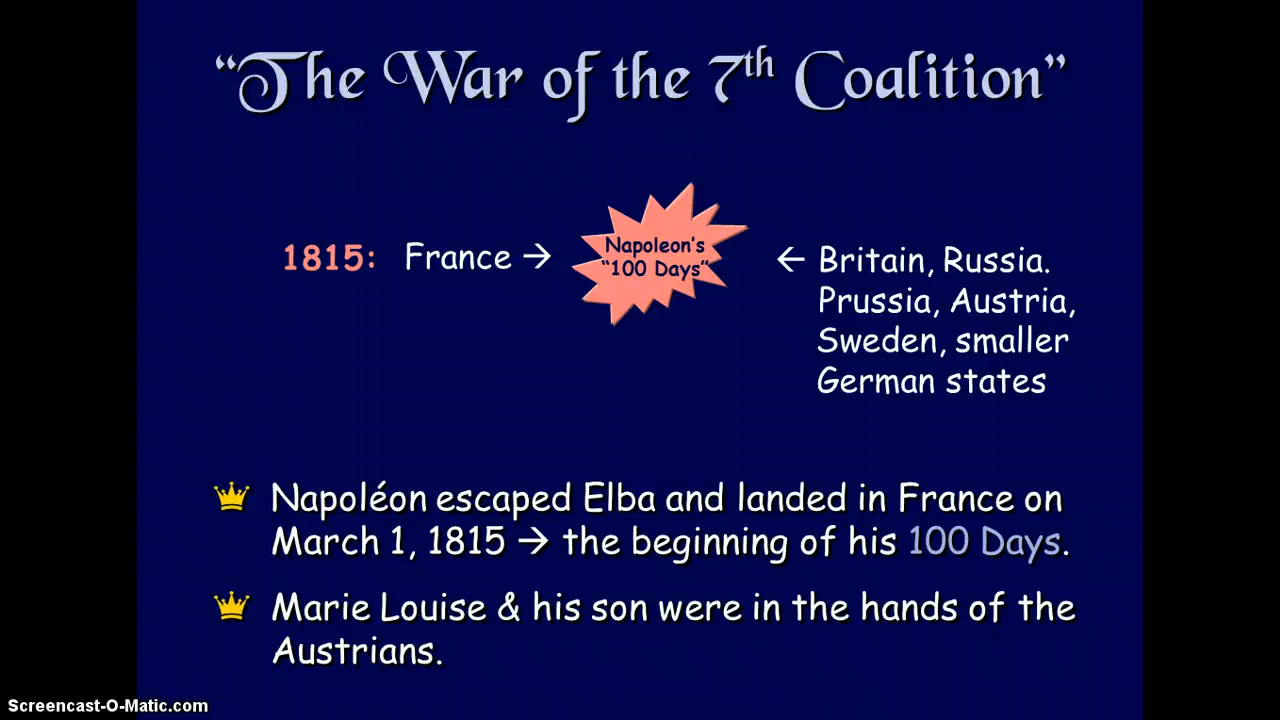 “The War of the 7th Coalition”
1815: France →
Napoleon’s
“100 Days”
← Britain, Russia.
Prussia, Austria,
Sweden, smaller
German states
Napoléon escaped Elba and landed in France on
March 1, 1815 → the beginning of his 100 Days.
Marie Louise & his son were in the hands of the
Austrians.
Screencast-O-Matic.com